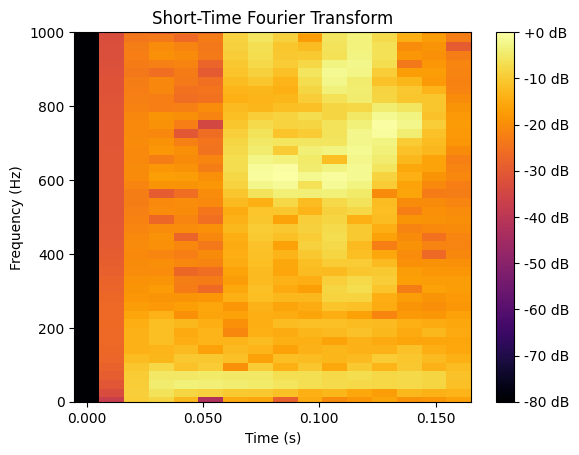 Short-Time Fourier Transform
Frequency (Hz)
1000
800
600
400
200
0
0.000
0.050
0.100
0.150
Time (s)
+0 dB
-10 dB
-20 dB
-30 dB
-40 dB
-50 dB
-60 dB
-70 dB
-80 dB